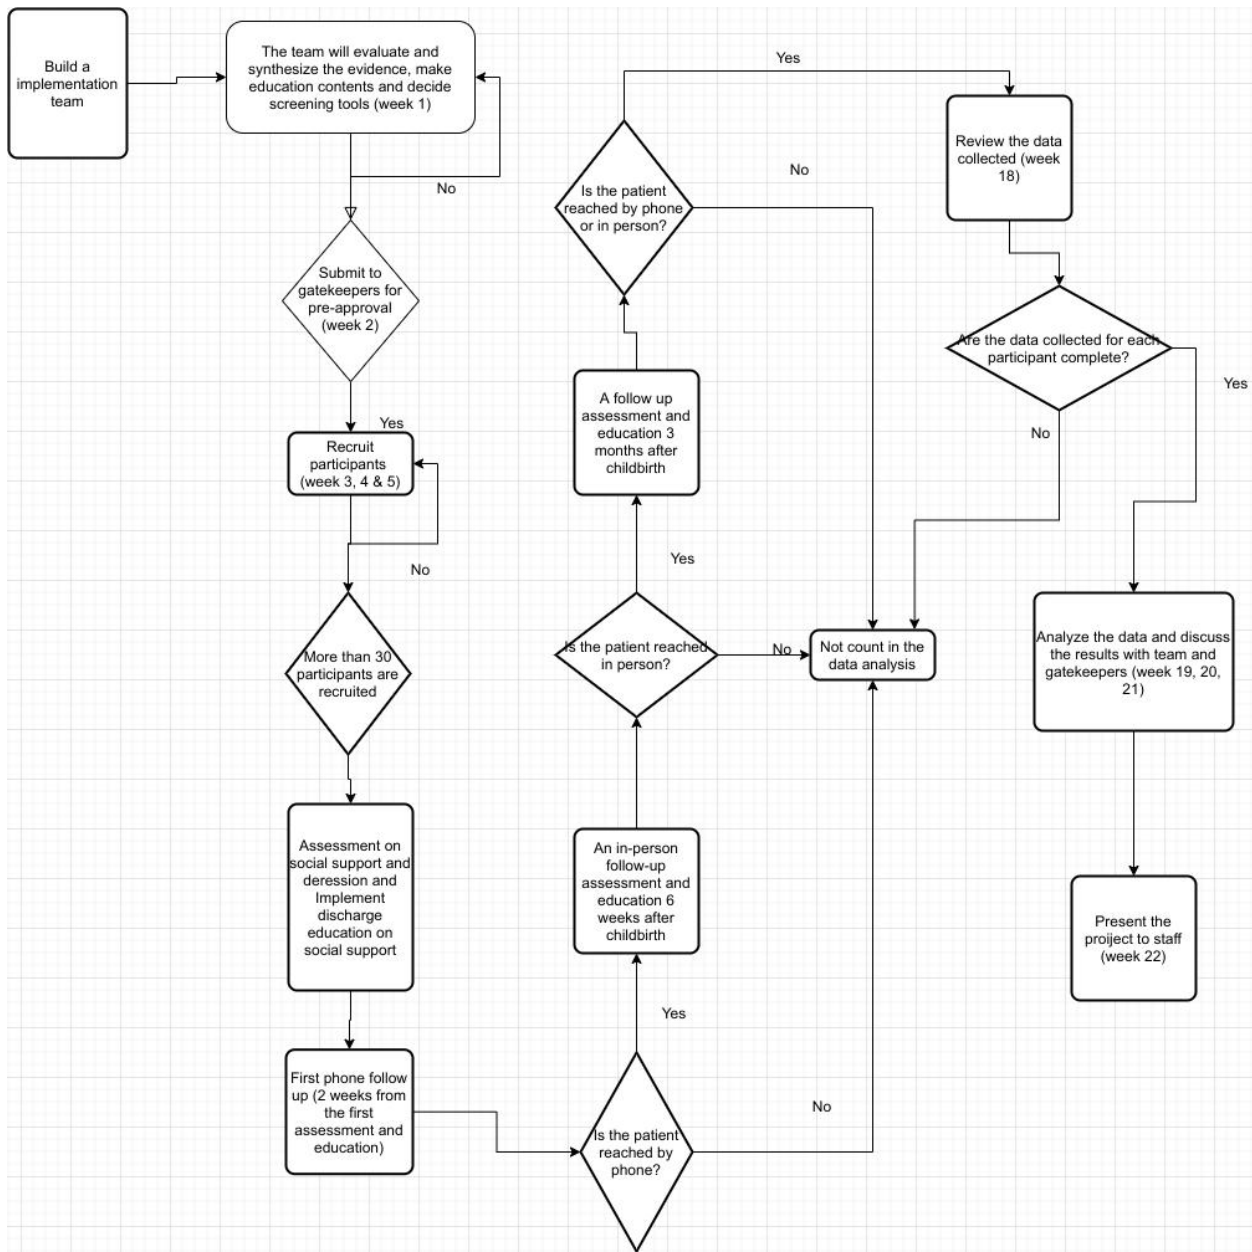 Build a
implementation
team
The team will evaluate and
synthesize the evidence, make
education contents and decide
screening tools (week 1)
No
Submit to
gatekeepers for
pre-approval
(week 2)
Yes
Recruit
participants
(week 3, 4 & 5)
No
More than 30
participants are
recruited
Assessment on
social support and
deression and
Implement
discharge
education on
social support
First phone follow
up (2 weeks from
the first
assessment and
education)
Is the patient
reached by
phone?
No
Yes
An in-person
follow-up
assessment and
education 6
weeks after
childbirth
Is the patient reached
in person?
No
Yes
A follow up
assessment and
education 3
months after
childbirth
Is the patient
reached by phone
or in person?
No
Yes
Not count in the
data analysis
Review the data
collected (week
18)
Are the data collected for each
participant complete?
No
Yes
Analyze the data and discuss
the results with team and
gatekeepers (week 19, 20,
21)
Present the
proiject to staff
(week 22)